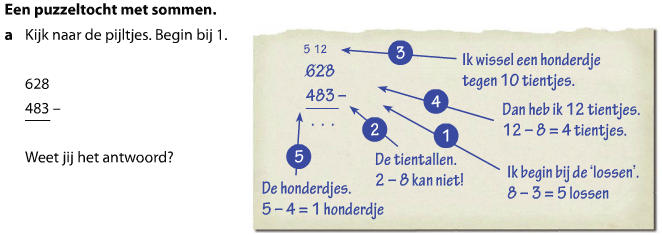 Een puzzeltocht met sommen.
a Kijk naar de pijltjes. Begin bij 1.
628
483 –
Weet jij het antwoord?
5 12
628
483 –
...
3
Ik wissel een honderdje
tegen 10 tientjes.
4
Dan heb ik 12 tientjes.
12 – 8 = 4 tientjes.
1
Ik begin bij de ‘lossen’.
8 – 3 = 5 lossen
2
De tientallen.
2 – 8 kan niet!
5
De honderdjes.
5 – 4 = 1 honderdje